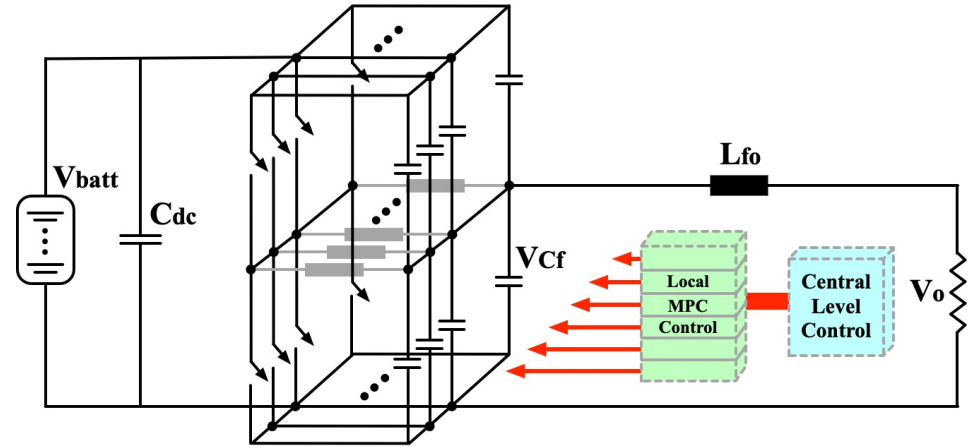 Vbatt
Cdc
VCf
Lfo
Vo
Local
MPC
Control
Central
Level
Control